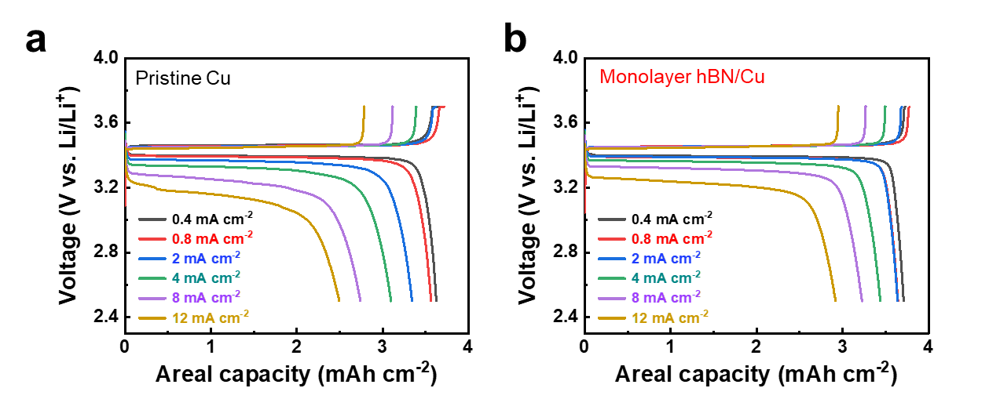 a
Pristine Cu
Voltage (V vs. Li/Li⁺)
4.0
3.6
3.2
2.8
2.4
0.4 mA cm⁻²
0.8 mA cm⁻²
2 mA cm⁻²
4 mA cm⁻²
8 mA cm⁻²
12 mA cm⁻²
0 1 2 3 4
Areal capacity (mAh cm⁻²)
b
Monolayer hBN/Cu
Voltage (V vs. Li/Li⁺)
4.0
3.6
3.2
2.8
2.4
0.4 mA cm⁻²
0.8 mA cm⁻²
2 mA cm⁻²
4 mA cm⁻²
8 mA cm⁻²
12 mA cm⁻²
0 1 2 3 4
Areal capacity (mAh cm⁻²)